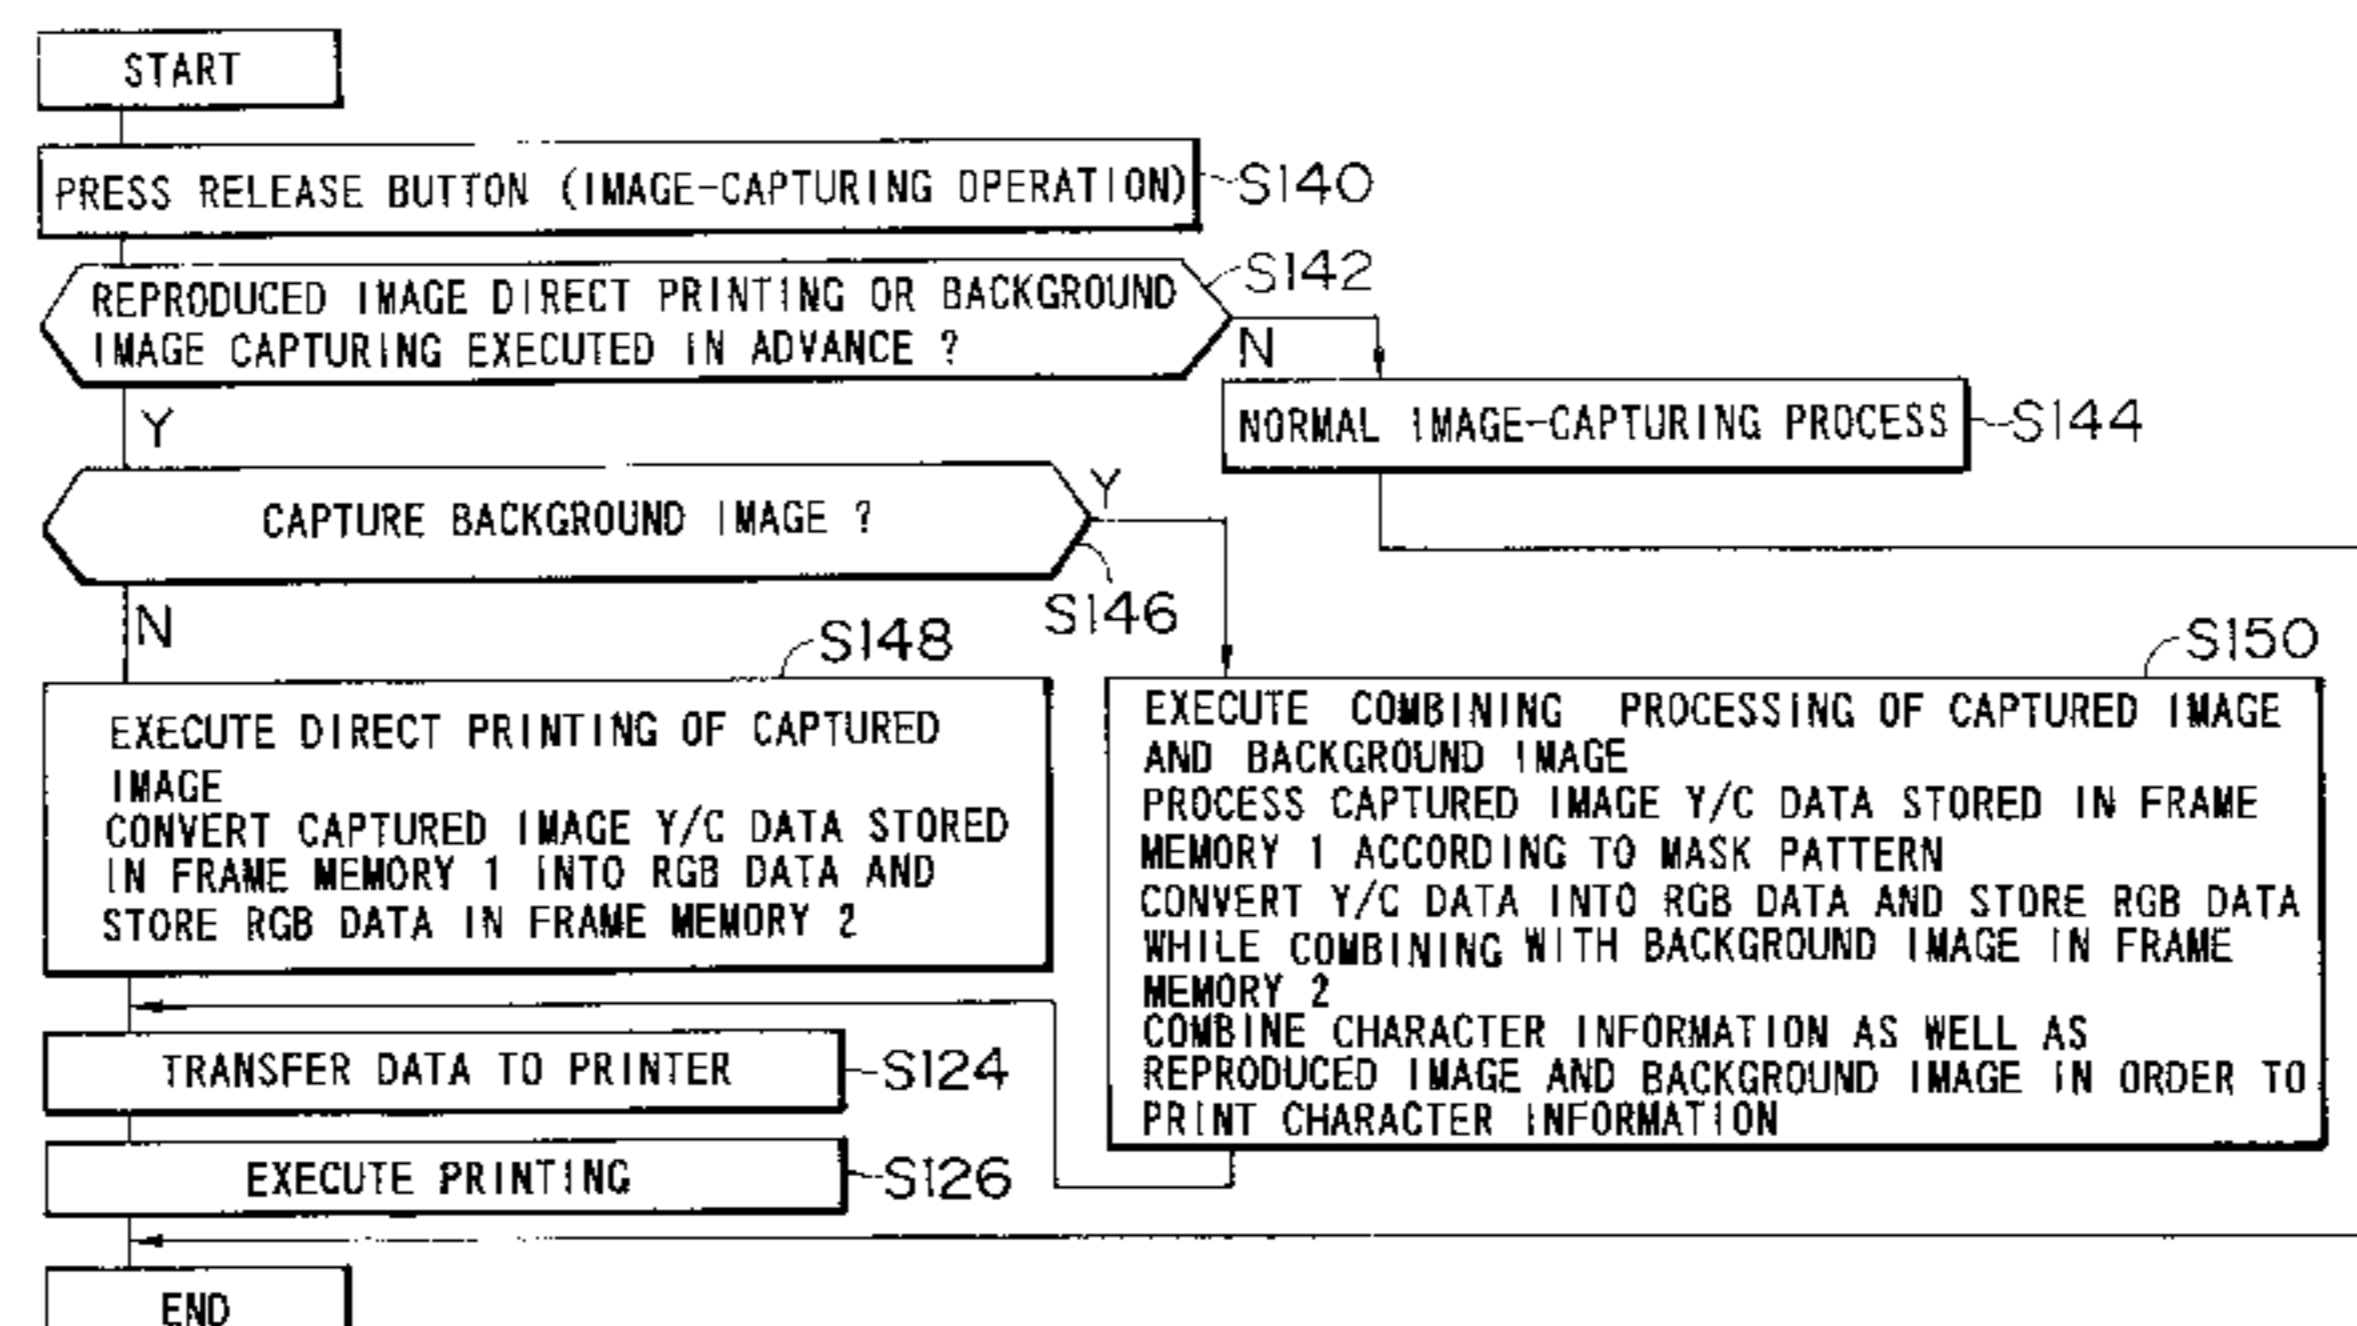 START
PRESS RELEASE BUTTON (IMAGE-CAPTURING OPERATION)
S140
S142
REPRODUCED IMAGE DIRECT PRINTING OR BACKGROUND
IMAGE CAPTURING EXECUTED IN ADVANCE ?
N
Y
NORMAL IMAGE-CAPTURING PROCESS
S144
CAPTURE BACKGROUND IMAGE ?
Y
S146
N
S148
EXECUTE DIRECT PRINTING OF CAPTURED
IMAGE
CONVERT CAPTURED IMAGE Y/C DATA STORED
IN FRAME MEMORY 1 INTO RGB DATA AND
STORE RGB DATA IN FRAME MEMORY 2
S150
EXECUTE COMBINING PROCESSING OF CAPTURED IMAGE
AND BACKGROUND IMAGE
PROCESS CAPTURED IMAGE Y/C DATA STORED IN FRAME
MEMORY 1 ACCORDING TO MASK PATTERN
CONVERT Y/C DATA INTO RGB DATA AND STORE RGB DATA
WHILE COMBINING WITH BACKGROUND IMAGE IN FRAME
MEMORY 2
COMBINE CHARACTER INFORMATION AS WELL AS
REPRODUCED IMAGE AND BACKGROUND IMAGE IN ORDER TO
PRINT CHARACTER INFORMATION
TRANSFER DATA TO PRINTER
S124
EXECUTE PRINTING
S126
END